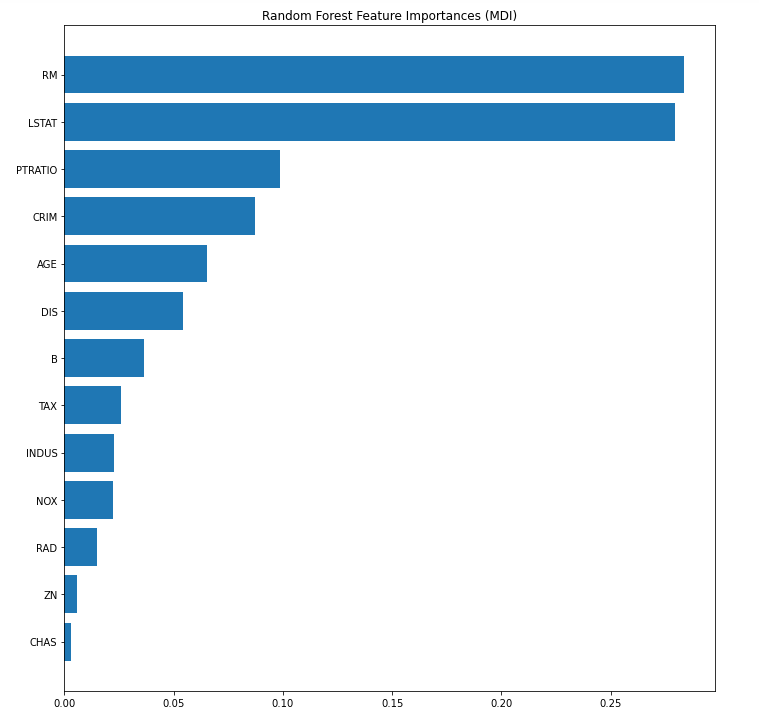 Random Forest Feature Importances (MDI)
RM
LSTAT
PTRATIO
CRIM
AGE
DIS
B
TAX
INDUS
NOX
RAD
ZN
CHAS
0.00 0.05 0.10 0.15 0.20 0.25